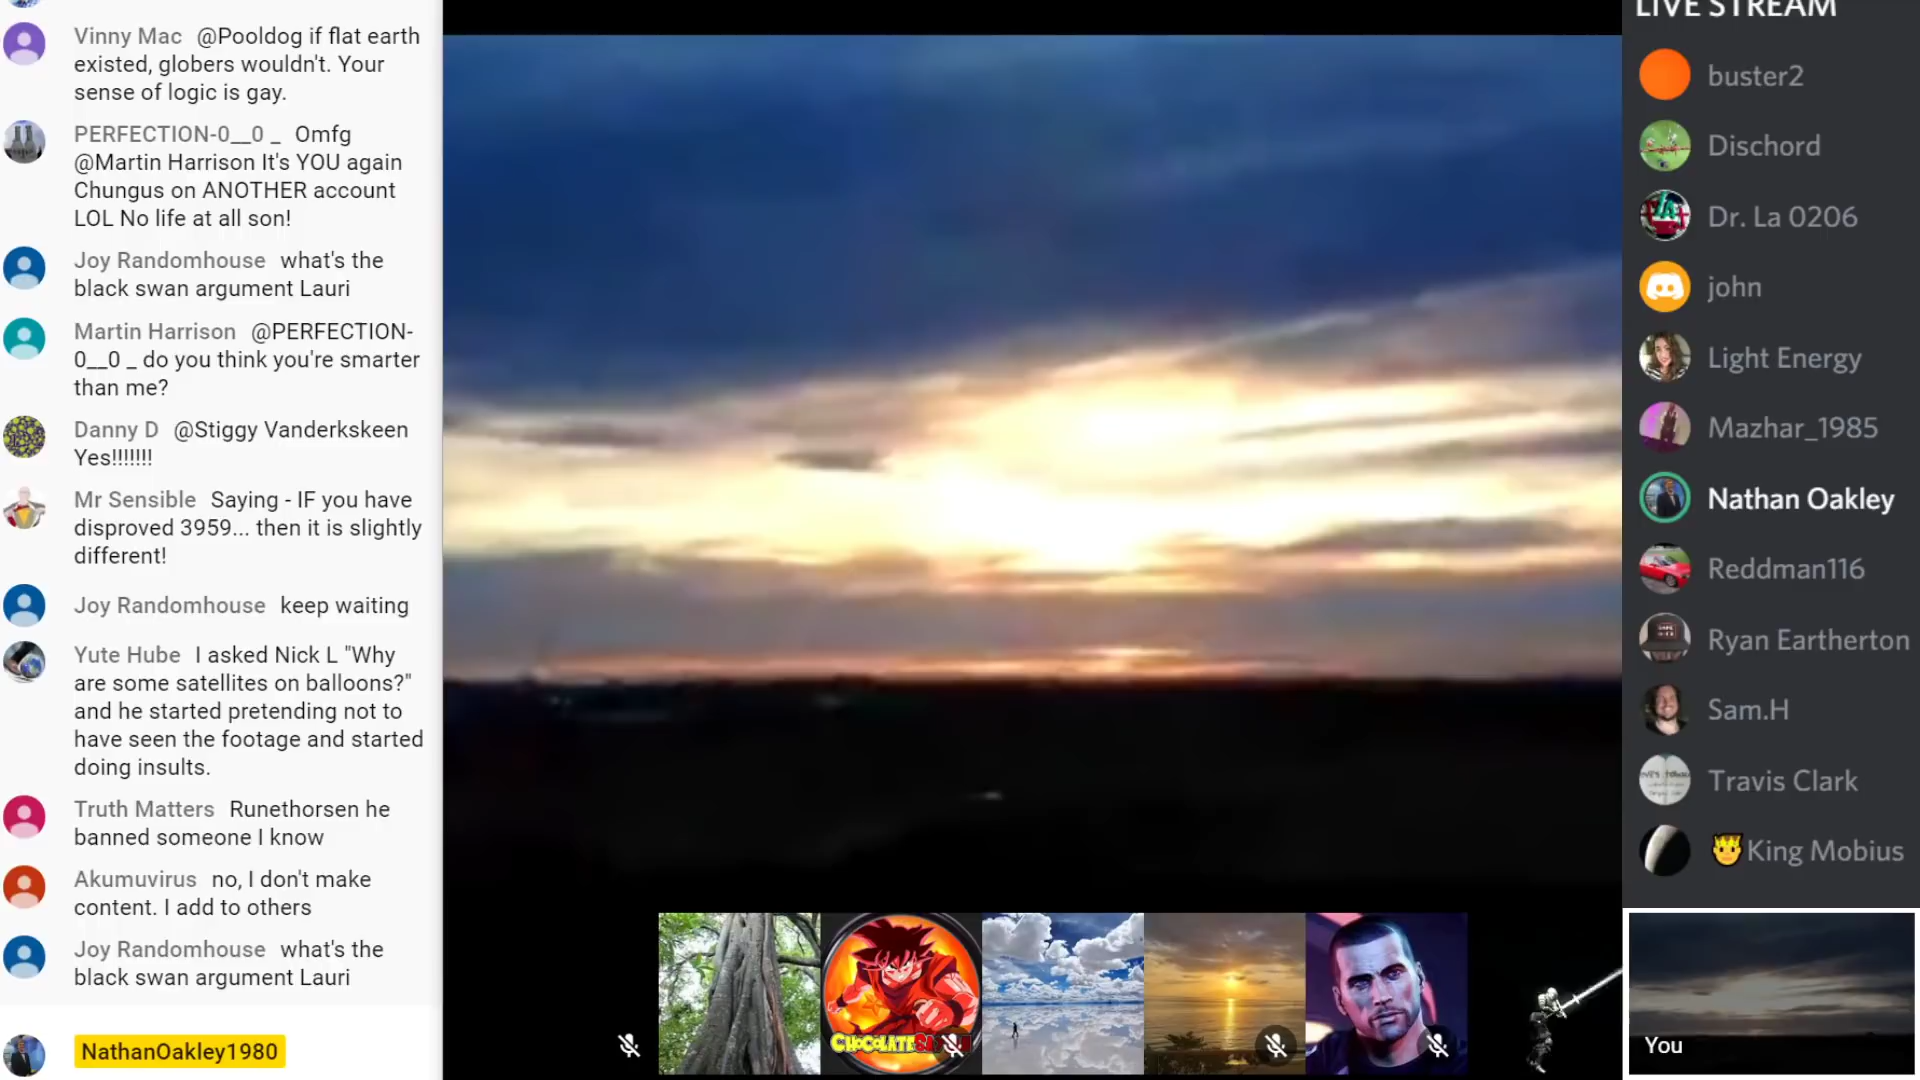 Vinny Mac @Pooldog if flat earth
existed, globers wouldn't. Your
sense of logic is gay.
PERFECTION-0__0 _ Omfg
@Martin Harrison It's YOU again
Chungus on ANOTHER account
LOL No life at all son!
Joy Randomhouse what's the
black swan argument Lauri
Martin Harrison @PERFECTION-
0__0 _ do you think you're smarter
than me?
Danny D @Stiggy Vanderkskeen
Yes!!!!!!!
Mr Sensible Saying - IF you have
disproved 3959... then it is slightly
different!
Joy Randomhouse keep waiting
Yute Hube I asked Nick L "Why
are some satellites on balloons?"
and he started pretending not to
have seen the footage and started
doing insults.
Truth Matters Runethorsen he
banned someone I know
Akumuvirus no, I don't make
content. I add to others
Joy Randomhouse what's the
black swan argument Lauri
NathanOakley1980
LIVE STREAM
buster2
Dischord
Dr. La 0206
john
Light Energy
Mazhar_1985
Nathan Oakley
Reddman116
Ryan Eartherton
Sam.H
Travis Clark
King Mobius
You